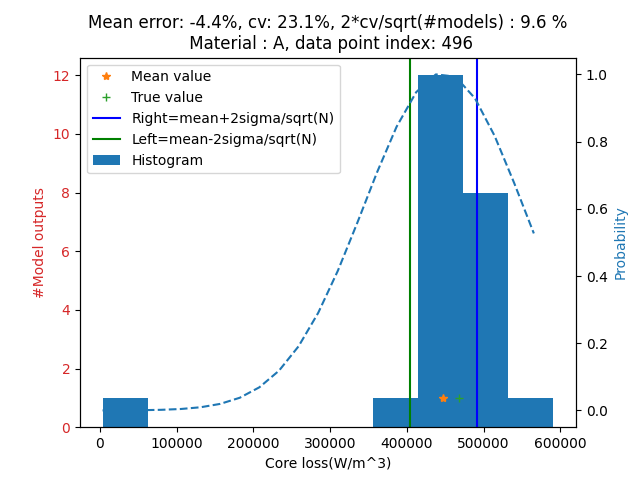 Mean error: -4.4%, cv: 23.1%, 2*cv/sqrt(#models) : 9.6 %
Material : A, data point index: 496
Mean value
True value
Right=mean+2sigma/sqrt(N)
Left=mean-2sigma/sqrt(N)
Histogram
12
10
8
6
4
2
0
#Model outputs
1.0
0.8
0.6
0.4
0.2
0.0
Probability
0 100000 200000 300000 400000 500000 600000
Core loss(W/m^3)